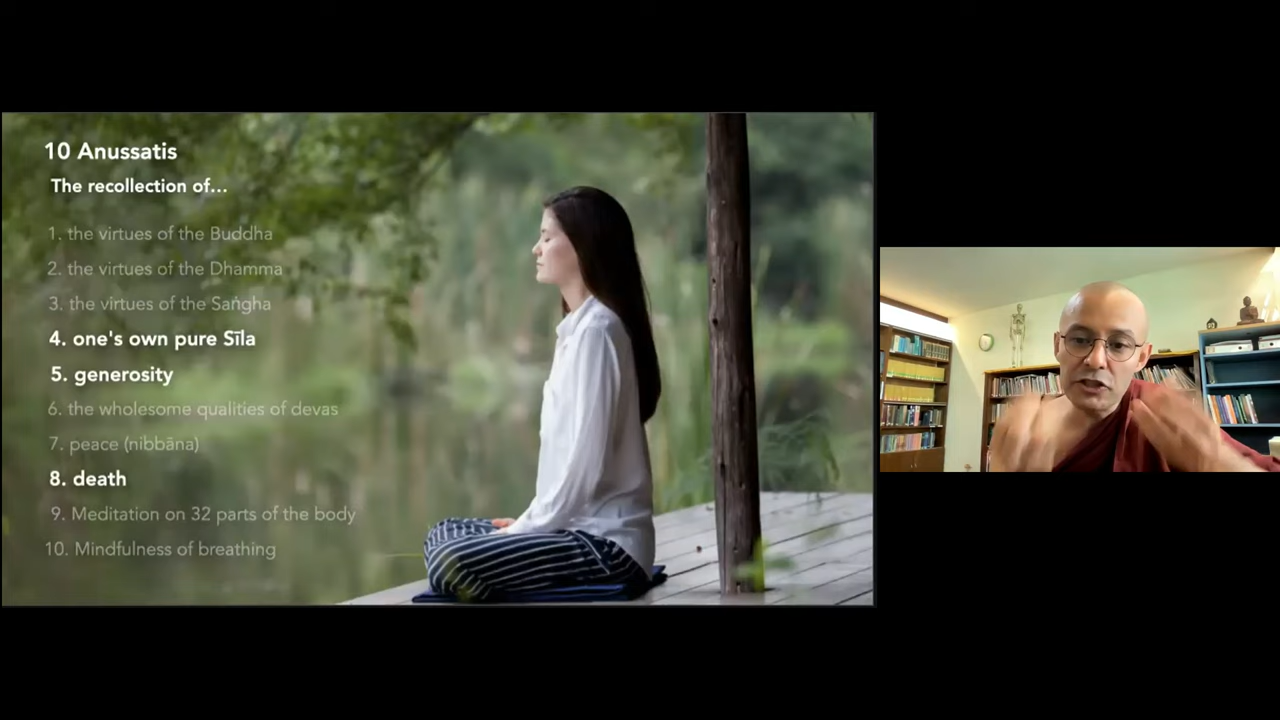 10 Anussatis
The recollection of...
1. the virtues of the Buddha
2. the virtues of the Dhamma
3. the virtues of the Saṅgha
4. one's own pure Sīla
5. generosity
6. the wholesome qualities of devas
7. peace (nibbāna)
8. death
9. Meditation on 32 parts of the body
10. Mindfulness of breathing